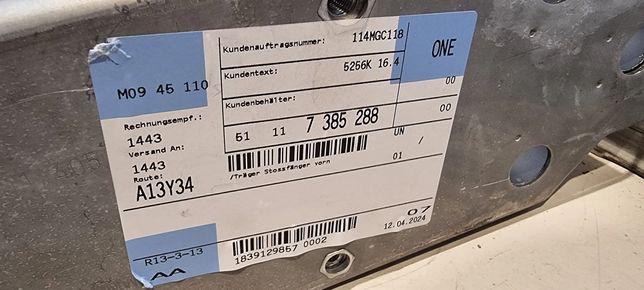 Kundenauftragsnummer: 114MGC118
ONE
M09 45 110
Kundentext: 5256K 16.4
00
Kundenbehälter:
00
Rechnungsempf.:
1443
51 11 7 385 288
Versand An:
1443
UN
/
01
Route:
A13Y34
/Träger Stossfänger vorn
R13-3-13
AA
1839129857 0002
07
12.04.2024